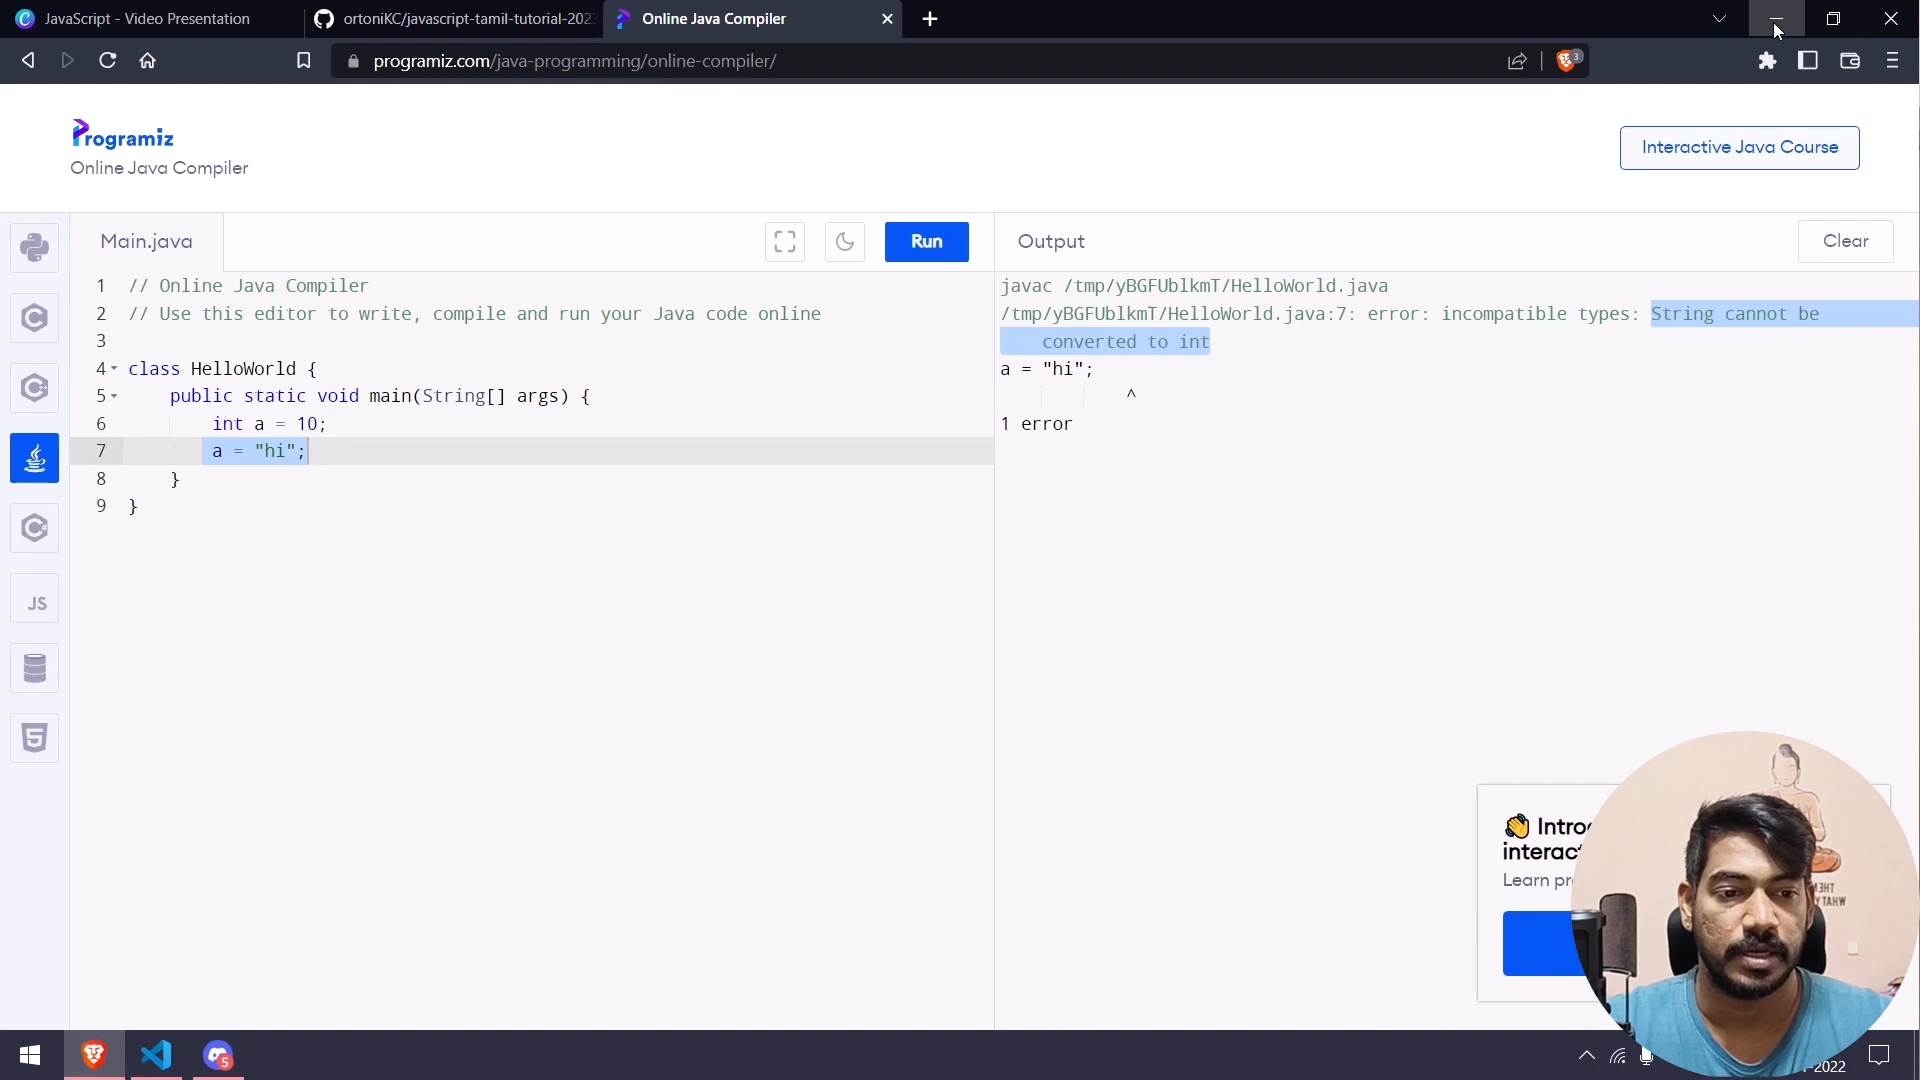 JavaScript - Video Presentation
ortoniKC/javascript-tamil-tutorial-202
Online Java Compiler
programiz.com/java-programming/online-compiler/
3
Programiz
Online Java Compiler
Interactive Java Course
Main.java
Run
Output
Clear
1 // Online Java Compiler
2 // Use this editor to write, compile and run your Java code online
3
4 class HelloWorld {
5 public static void main(String[] args) {
6 int a = 10;
7 a = "hi";
8 }
9 }
javac /tmp/yBGFUblkmT/HelloWorld.java
/tmp/yBGFUblkmT/HelloWorld.java:7: error: incompatible types: String cannot be
converted to int
a = "hi";
^
1 error
JS
5
👋 Intro
interac
Learn pr
5
-2022